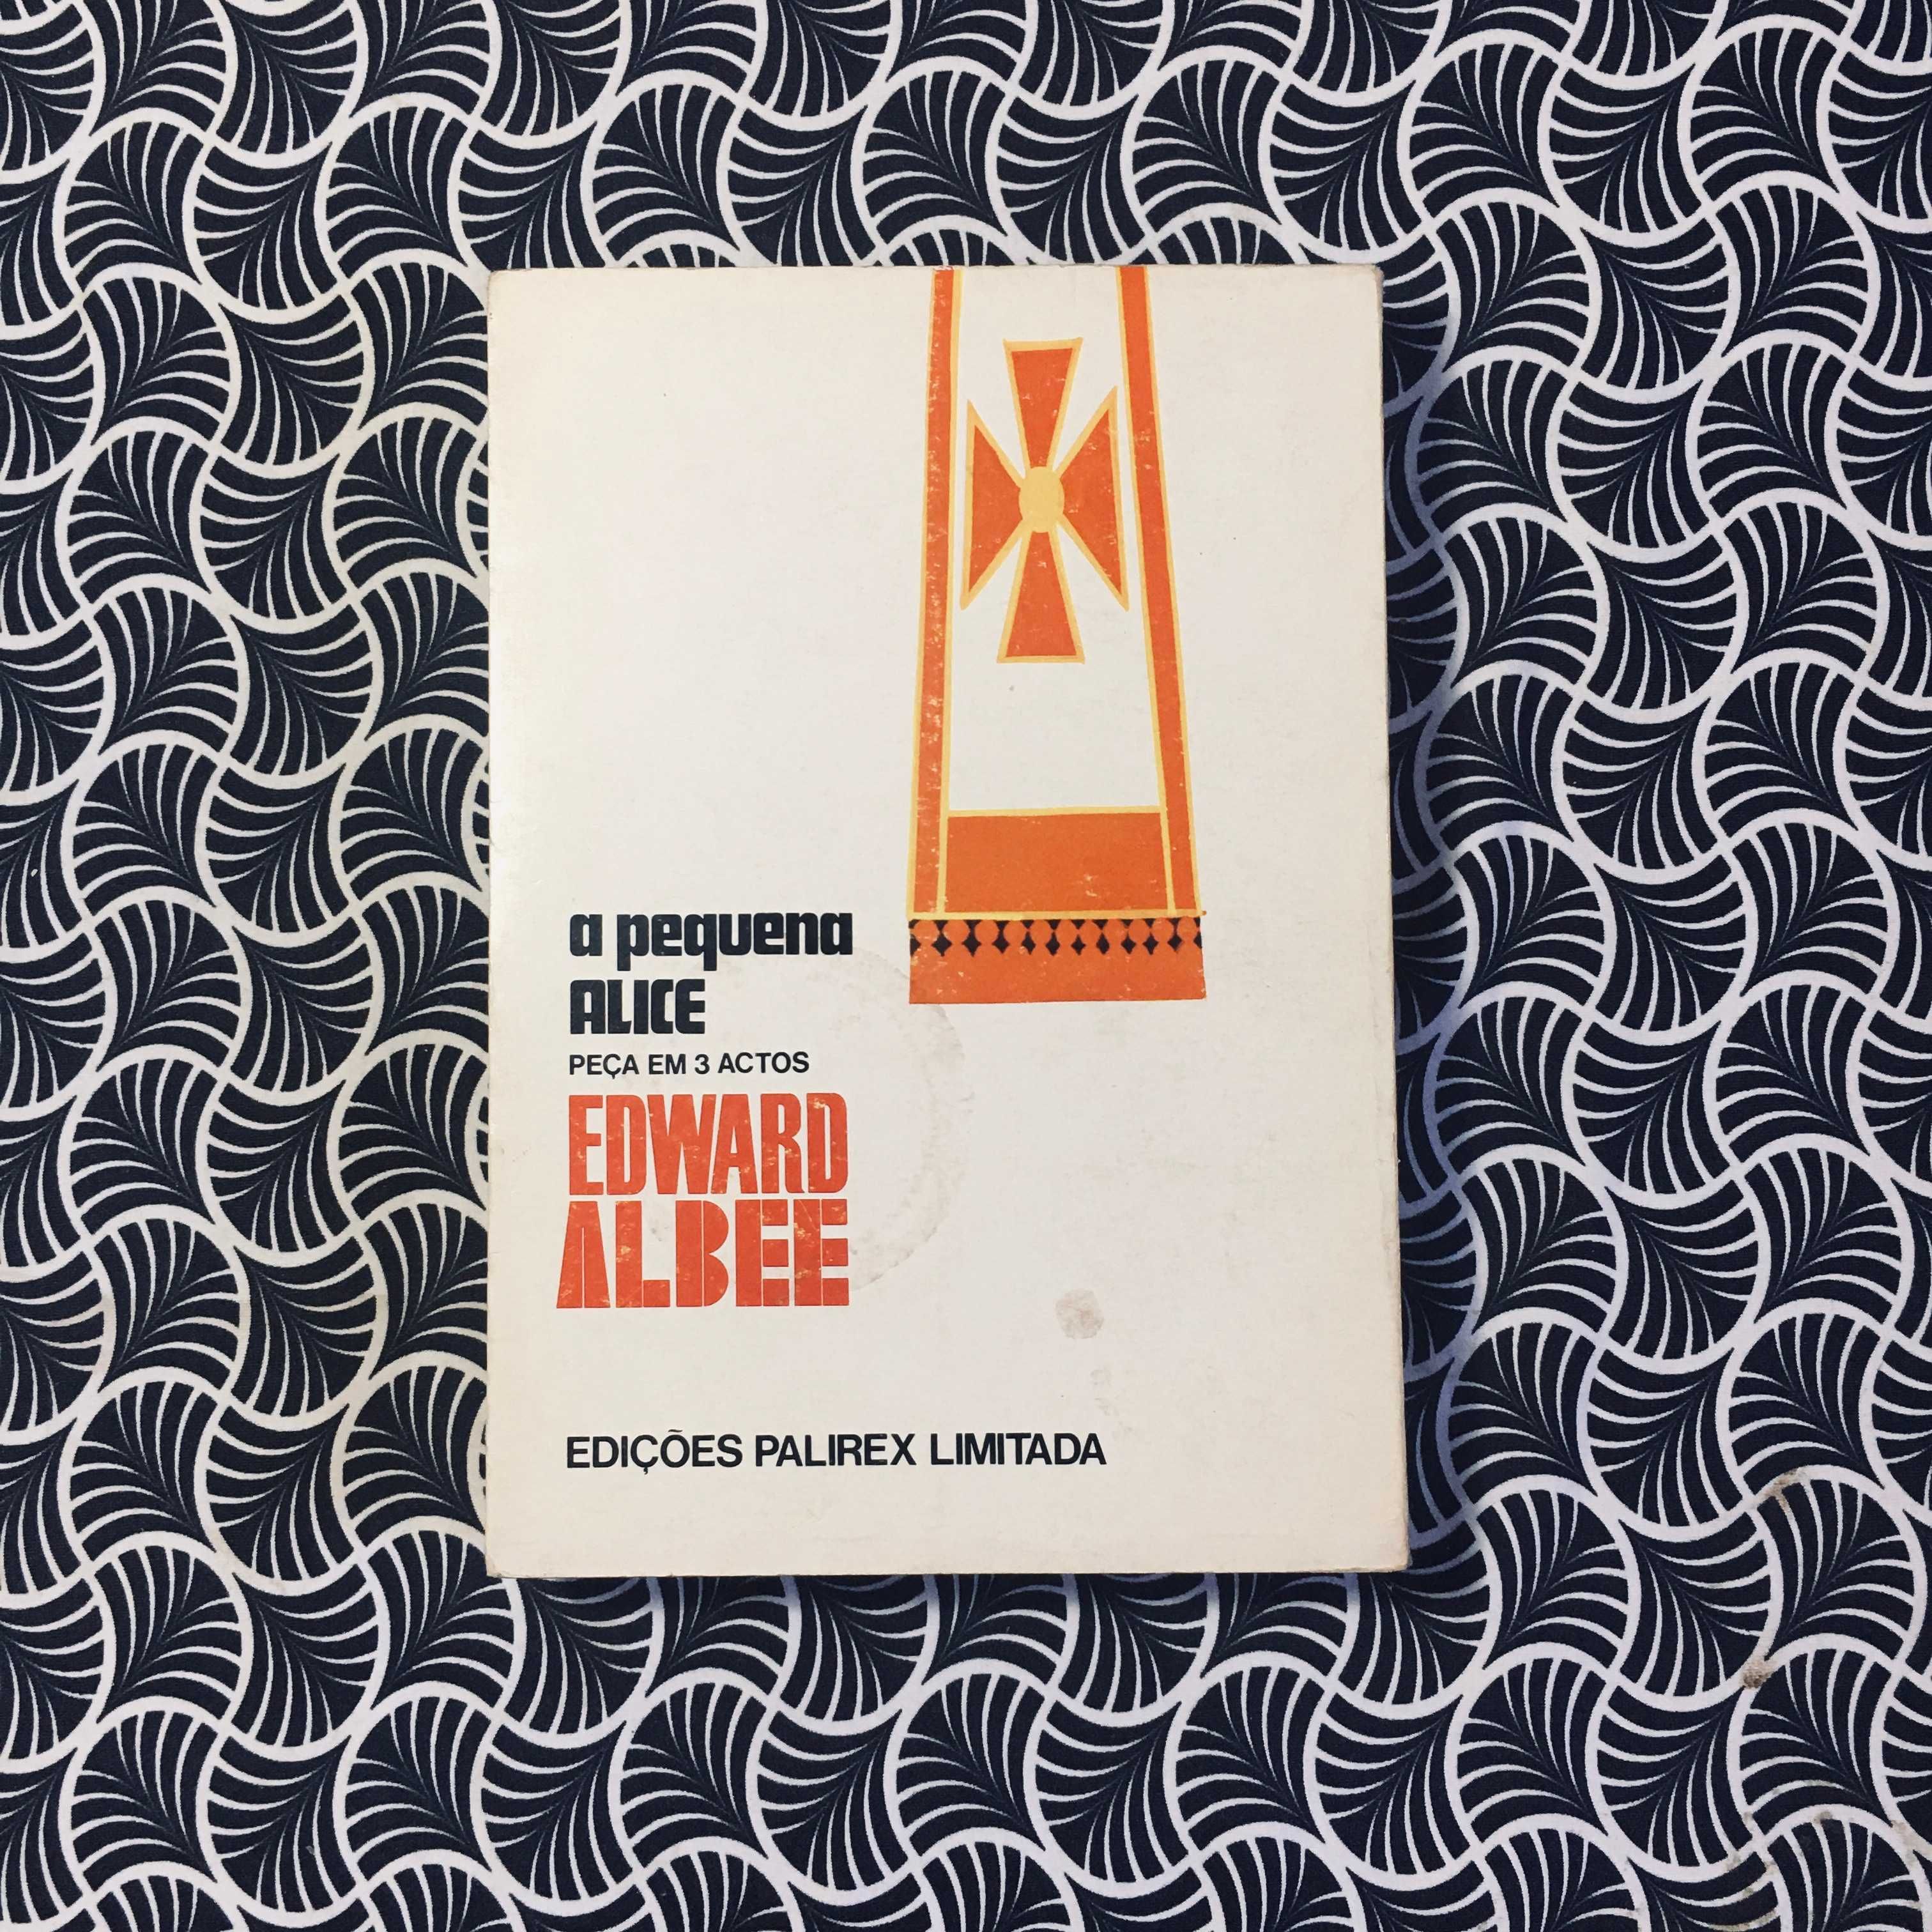 a pequena
ALICE
PEÇA EM 3 ACTOS
EDWARD
ALBEE
EDIÇÕES PALIREX LIMITADA